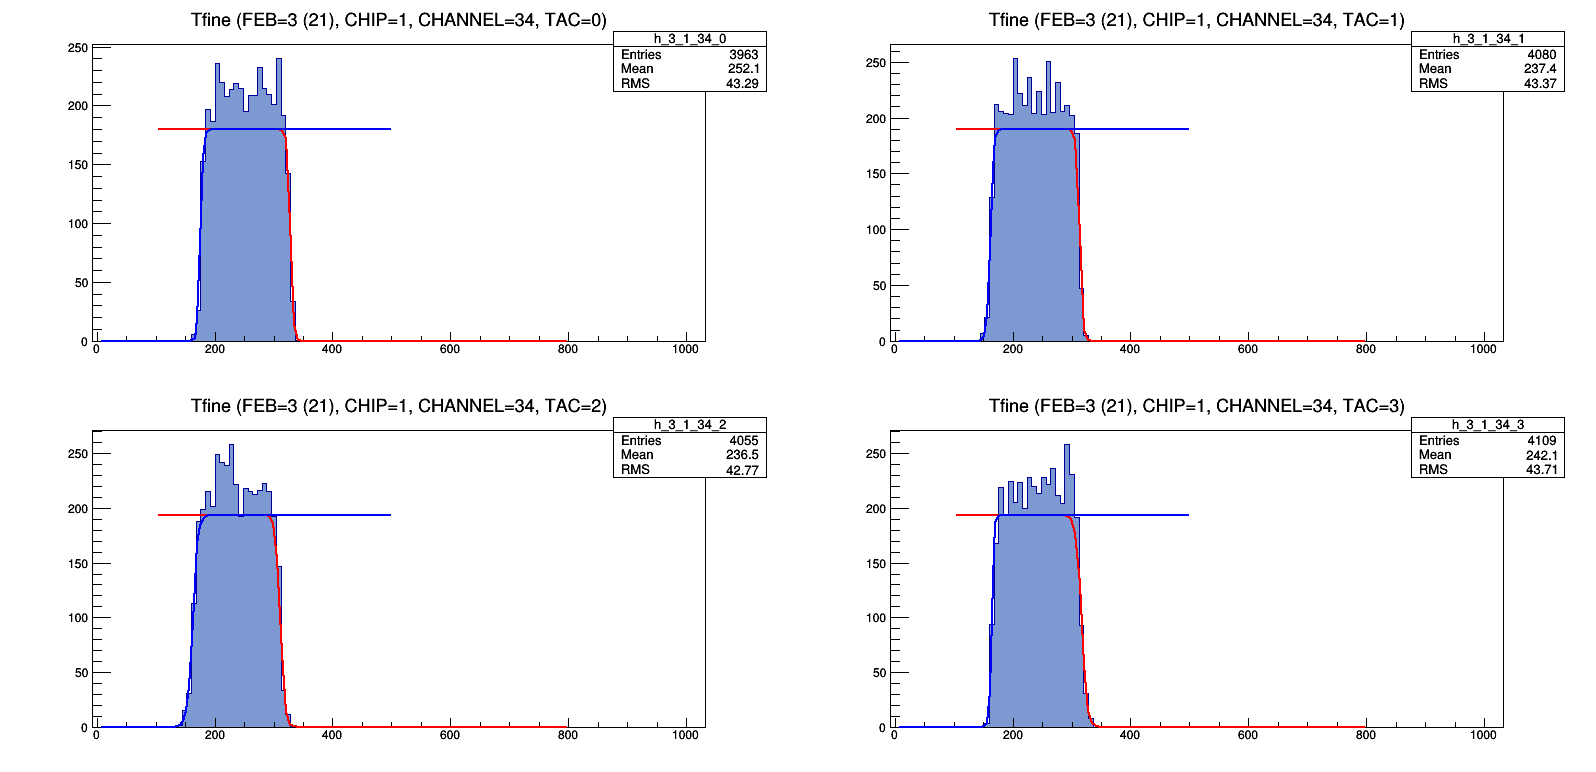 Tfine (FEB=3 (21), CHIP=1, CHANNEL=34, TAC=0)
h_3_1_34_0
Entries 3963
Mean 252.1
RMS 43.29
250
200
150
100
50
0
0 200 400 600 800 1000
Tfine (FEB=3 (21), CHIP=1, CHANNEL=34, TAC=1)
h_3_1_34_1
Entries 4080
Mean 237.4
RMS 43.37
250
200
150
100
50
0
0 200 400 600 800 1000
Tfine (FEB=3 (21), CHIP=1, CHANNEL=34, TAC=2)
h_3_1_34_2
Entries 4055
Mean 236.5
RMS 42.77
250
200
150
100
50
0
0 200 400 600 800 1000
Tfine (FEB=3 (21), CHIP=1, CHANNEL=34, TAC=3)
h_3_1_34_3
Entries 4109
Mean 242.1
RMS 43.71
250
200
150
100
50
0
0 200 400 600 800 1000